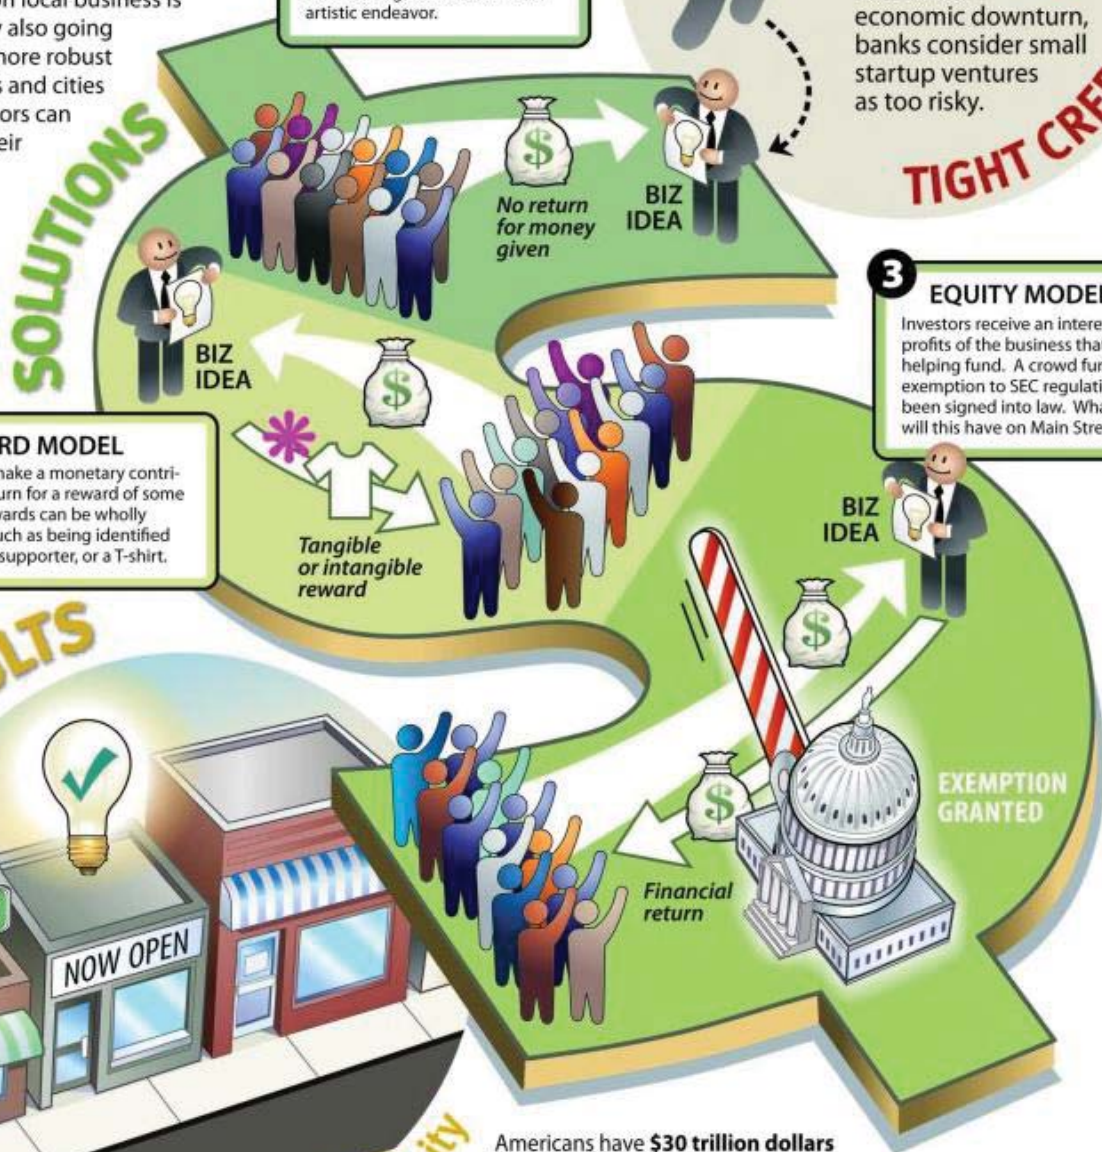 on local business is
also going
more robust
s and cities
ors can
eir
artistic endeavor.
economic downturn,
banks consider small
startup ventures
as too risky.
TIGHT
SOLUTIONS
$
No return
for money
given
BIZ
IDEA
BIZ
IDEA
$
3
EQUITY MODE
Investors receive an intere
profits of the business tha
helping fund. A crowd fu
exemption to SEC regulati
been signed into law. Wha
will this have on Main Stre
RD MODEL
make a monetary contri-
urn for a reward of some
wards can be wholly
uch as being identified
supporter, or a T-shirt.
Tangible
or intangible
reward
BIZ
IDEA
$
ULTS
$
EXEMPTION
GRANTED
Financial
return
NOW OPEN
ity
Americans have $30 trillion dollars